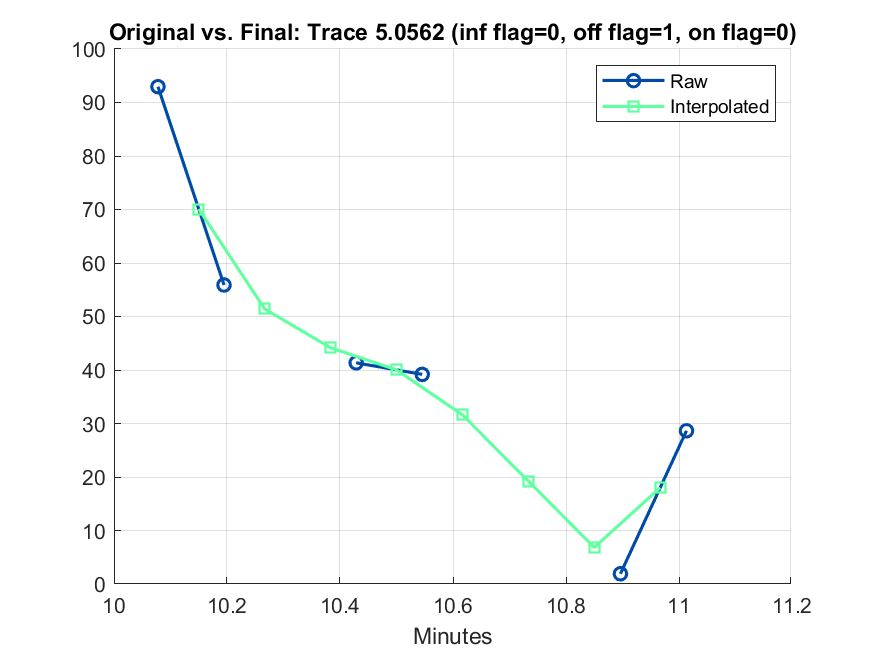 Original vs. Final: Trace 5.0562 (inf flag=0, off flag=1, on flag=0)
100
90
80
70
60
50
40
30
20
10
0
Raw
Interpolated
10 10.2 10.4 10.6 10.8 11 11.2
Minutes